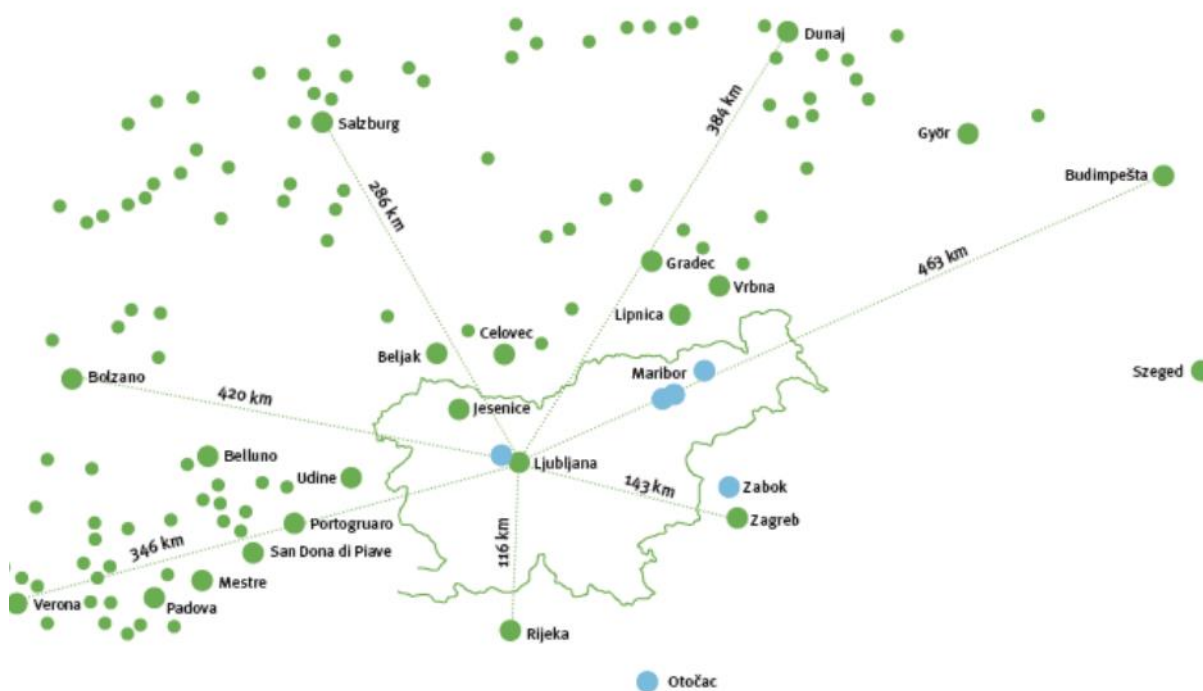 Dunaj
384 km
Salzburg
Györ
Budimpešta
286 km
463 km
Gradec
Vrbna
Lipnica
Celovec
Beljak
Maribor
Szeged
Bolzano
420 km
Jesenice
Belluno
Udine
Ljubljana
143 km
Zabok
Zagreb
Portogruaro
116 km
346 km
San Dona di Piave
Mestre
Verona
Padova
Rijeka
Otočac